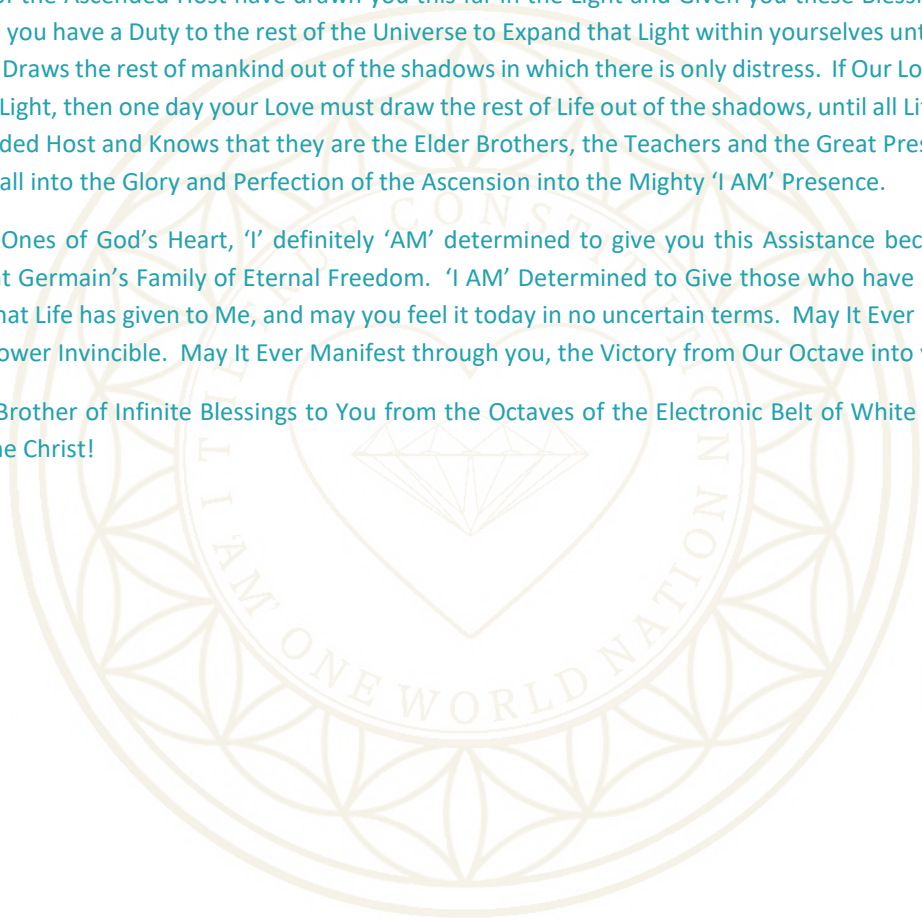 of the Ascended Host have drawn you this far in the Light and Given you these Bless
you have a Duty to the rest of the Universe to Expand that Light within yourselves unt
Draws the rest of mankind out of the shadows in which there is only distress. If Our Lo
Light, then one day your Love must draw the rest of Life out of the shadows, until all Li
ded Host and Knows that they are the Elder Brothers, the Teachers and the Great Pres
all into the Glory and Perfection of the Ascension into the Mighty ‘I AM’ Presence.
Ones of God’s Heart, ‘I’ definitely ‘AM’ determined to give you this Assistance bec
nt Germain’s Family of Eternal Freedom. ‘I AM’ Determined to Give those who have
hat Life has given to Me, and may you feel it today in no uncertain terms. May It Ever
ower Invincible. May It Ever Manifest through you, the Victory from Our Octave into
Brother of Infinite Blessings to You from the Octaves of the Electronic Belt of White
he Christ!
THE TRUE CONSTITUTION
I ‘AM’ ONE WORLD NATION